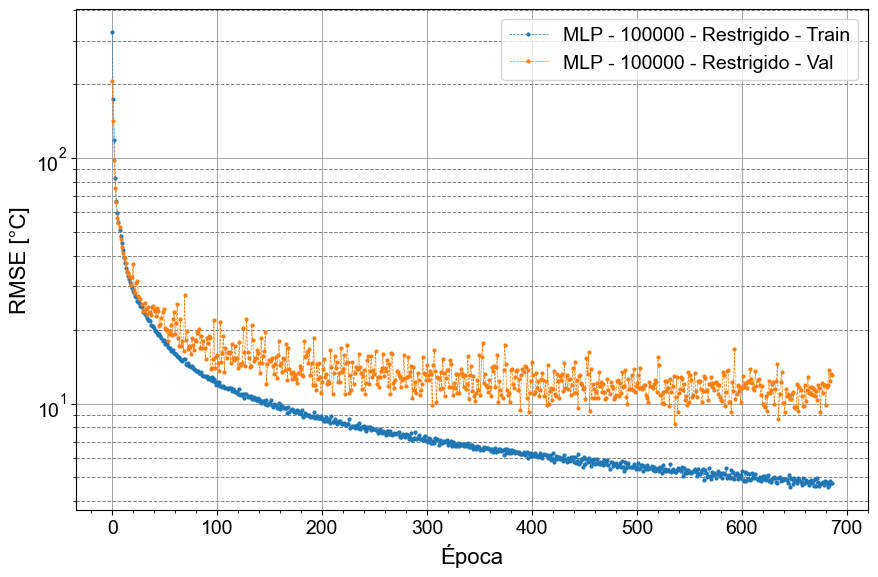 MLP - 100000 - Restrigido - Train
MLP - 100000 - Restrigido - Val
RMSE [°C]
10²
10¹
0 100 200 300 400 500 600 700
Época